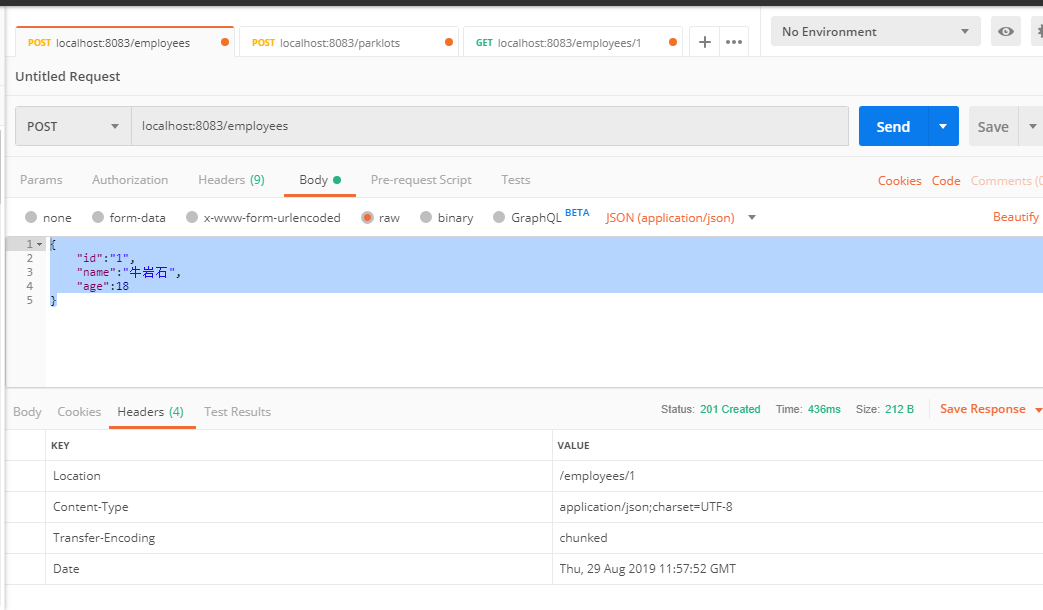 POST localhost:8083/employees POST localhost:8083/parklots GET localhost:8083/employees/1 + ••• No Environment
Untitled Request
POST localhost:8083/employees Send Save
Params Authorization Headers (9) Body Pre-request Script Tests Cookies Code Comments (0
none form-data x-www-form-urlencoded raw binary GraphQL BETA JSON (application/json) Beautify
1 {
2 "id":"1",
3 "name":"牛岩石",
4 "age":18
5 }
Body Cookies Headers (4) Test Results Status: 201 Created Time: 436ms Size: 212 B Save Response
KEY VALUE
Location /employees/1
Content-Type application/json;charset=UTF-8
Transfer-Encoding chunked
Date Thu, 29 Aug 2019 11:57:52 GMT